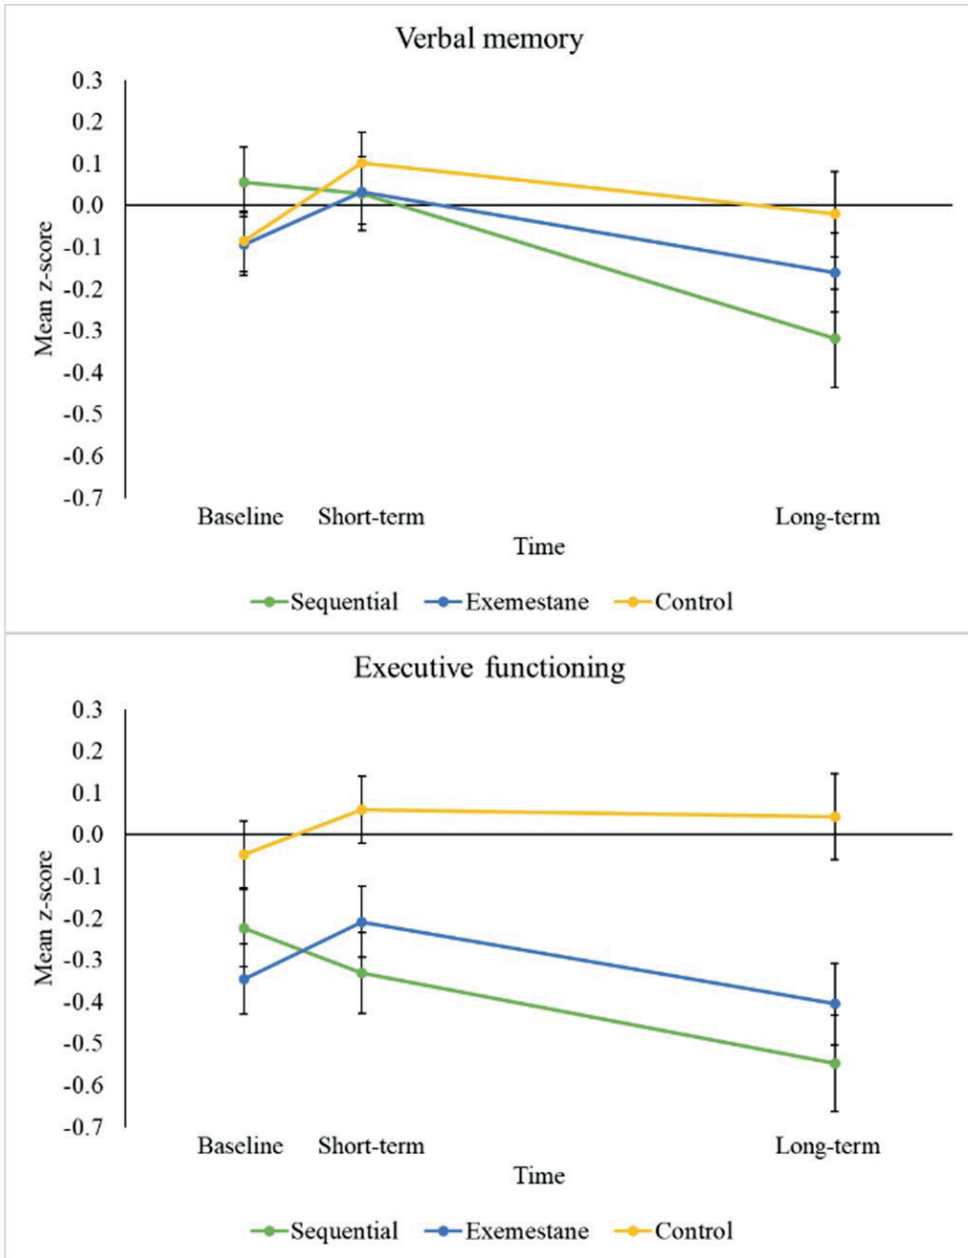 Verbal memory
0.3
0.2
0.1
0.0
-0.1
-0.2
-0.3
-0.4
-0.5
-0.6
-0.7
Mean z-score
Baseline Short-term Long-term
Time
Sequential Exemestane Control
Executive functioning
0.3
0.2
0.1
0.0
-0.1
-0.2
-0.3
-0.4
-0.5
-0.6
-0.7
Mean z-score
Baseline Short-term Long-term
Time
Sequential Exemestane Control